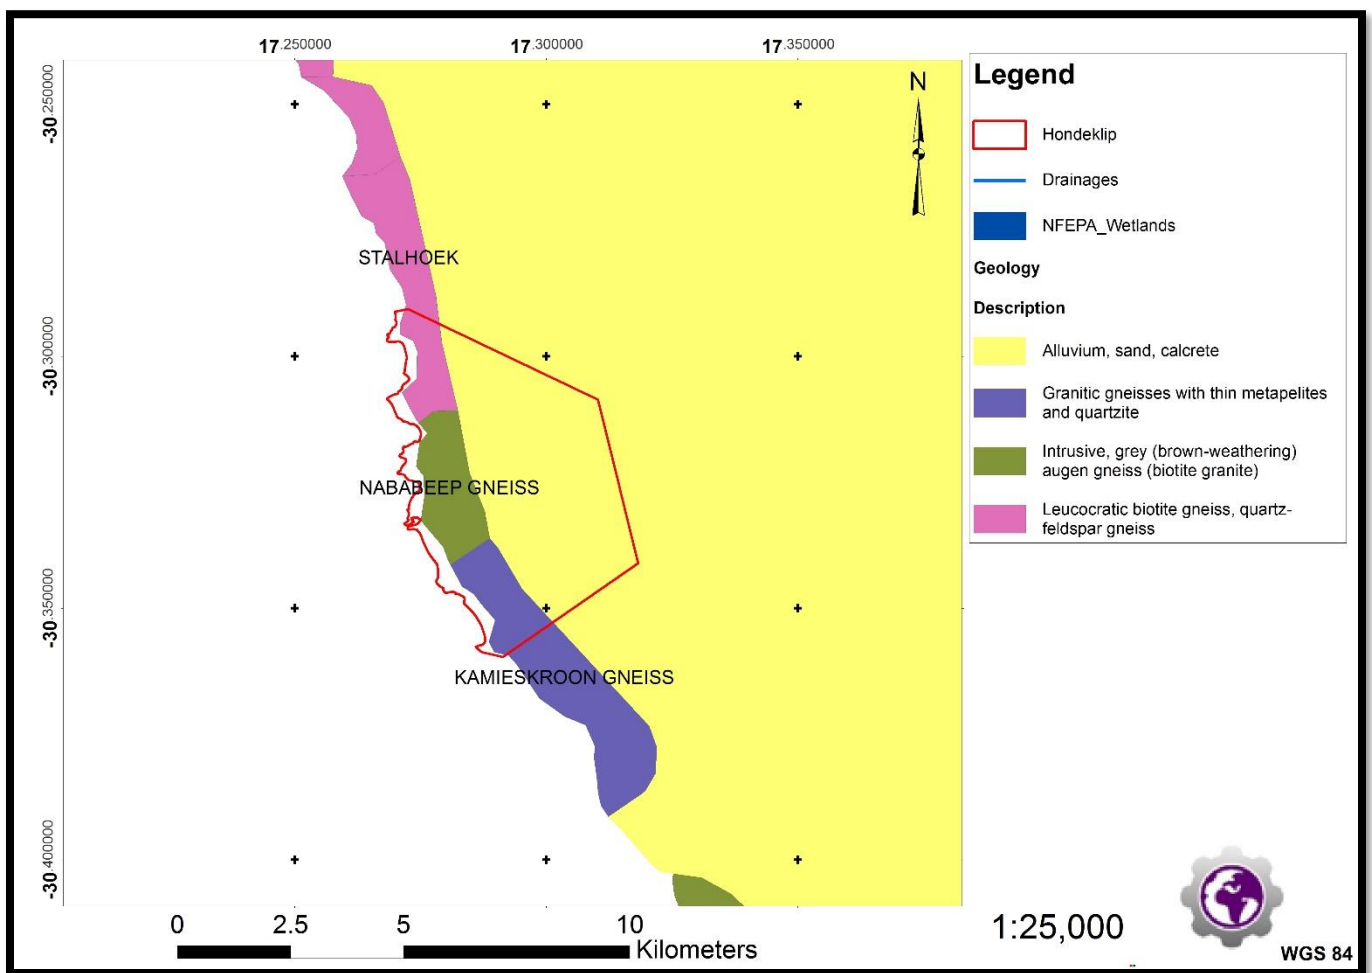 17.250000 17.300000 17.350000
-30.250000
-30.300000
-30.350000
-30.400000
N
STALHOEK
NABABEEP GNEISS
KAMIESKROON GNEISS
Legend
Hondeklip
Drainages
NFEPA_Wetlands
Geology
Description
Alluvium, sand, calcrete
Granitic gneisses with thin metapelites
and quartzite
Intrusive, grey (brown-weathering)
augen gneiss (biotite granite)
Leucocratic biotite gneiss, quartz-
feldspar gneiss
0 2.5 5 10
Kilometers
1:25,000
WGS 84